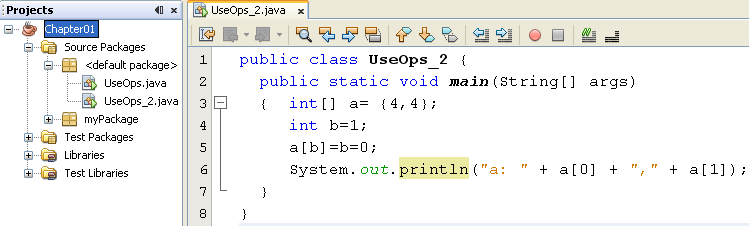 Projects
Chapter01
Source Packages
<default package>
UseOps.java
UseOps_2.java
myPackage
Test Packages
Libraries
Test Libraries
UseOps_2.java
1 public class UseOps_2 {
2 public static void main(String[] args)
3 { int[] a= {4,4};
4 int b=1;
5 a[b]=b=0;
6 System.out.println("a: " + a[0] + "," + a[1]);
7 }
8 }